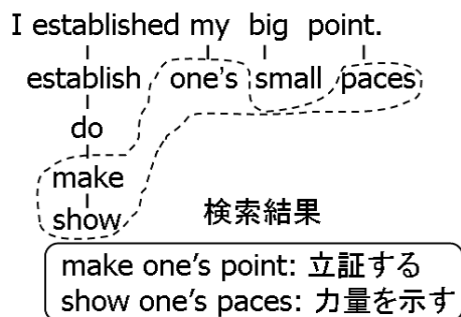 I established my big point.
establish one's small paces
do
make
show
検索結果
make one's point: 立証する
show one's paces: 力量を示す